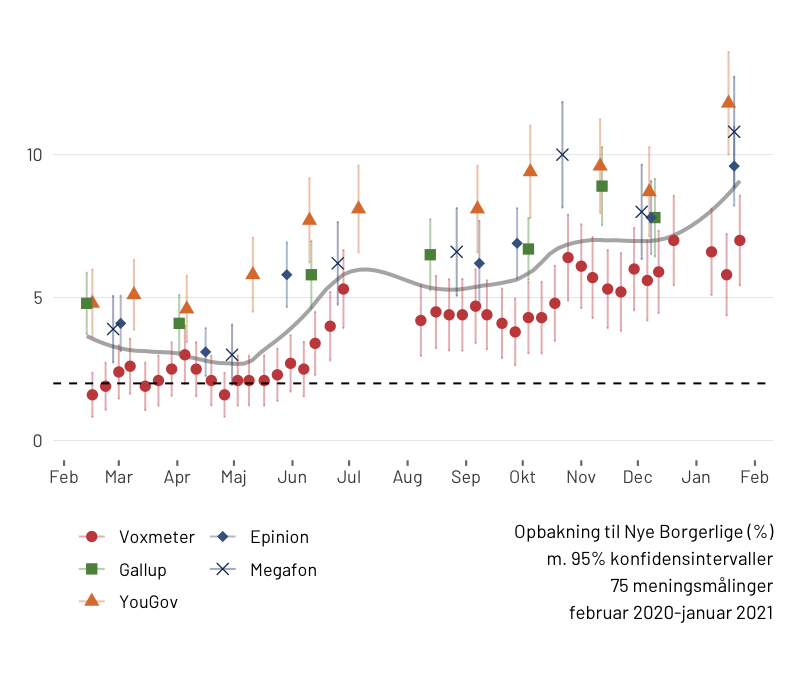 10
5
0
Feb Mar Apr Maj Jun Jul Aug Sep Okt Nov Dec Jan Feb
Voxmeter Epinion
Gallup Megafon
YouGov
Opbakning til Nye Borgerlige (%)
m. 95% konfidensintervaller
75 meningsmålinger
februar 2020-januar 2021